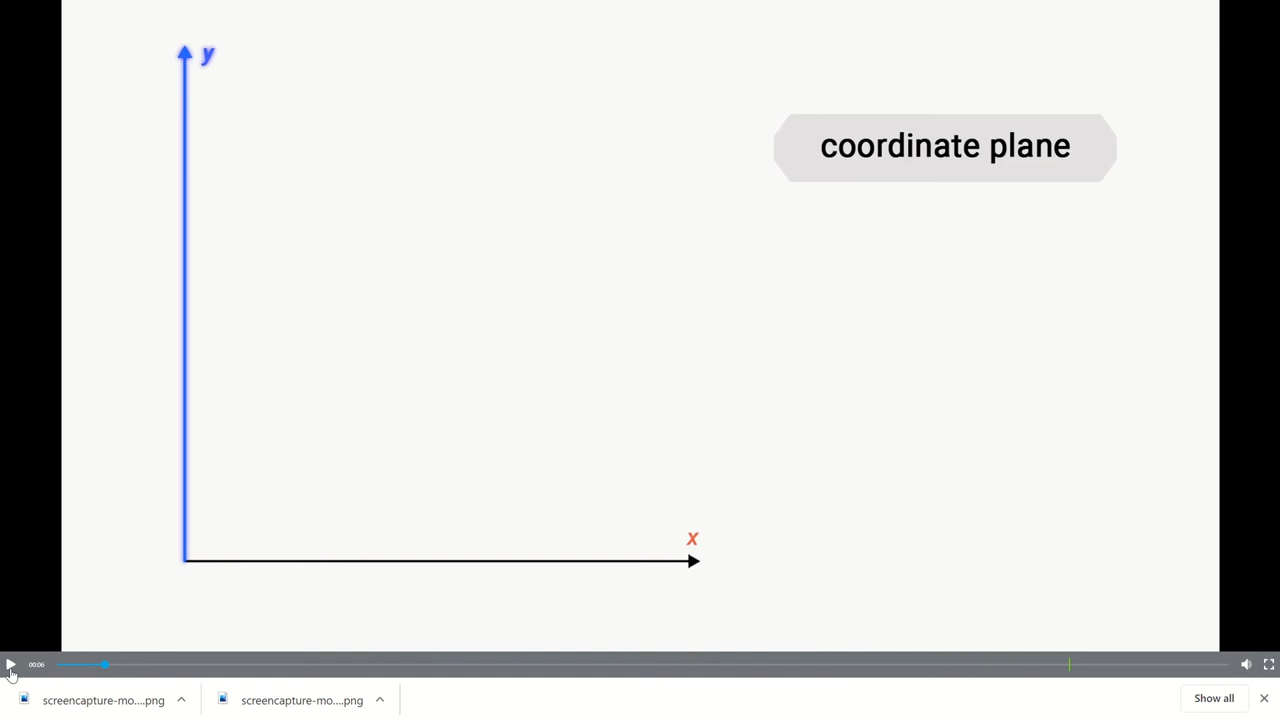 y
coordinate plane
x
00:06
screencapture-mo....png
screencapture-mo....png
Show all